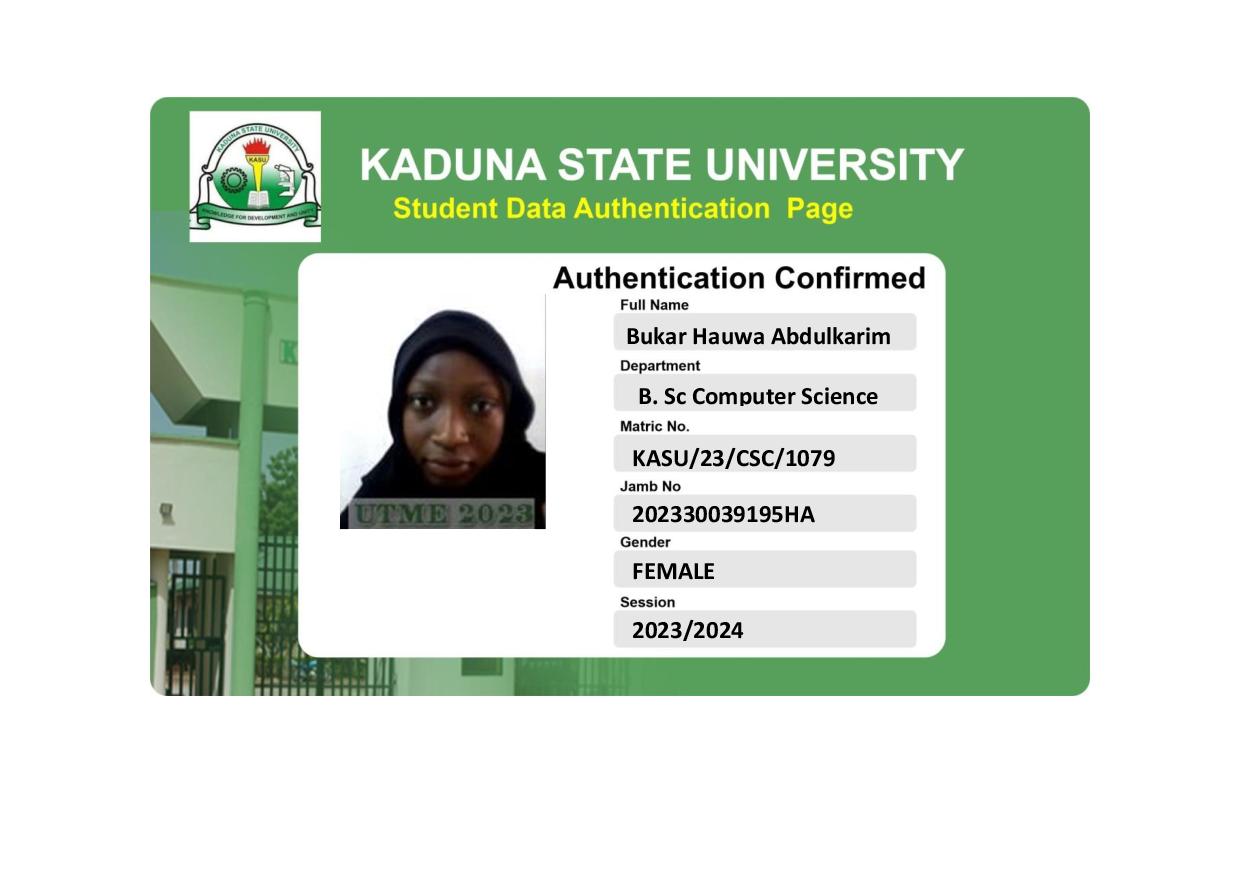 KADUNA STATE UNIVERSITY
KASU
KNOWLEDGE FOR DEVELOPMENT AND UNITY
KADUNA STATE UNIVERSITY
Student Data Authentication Page
Authentication Confirmed
Full Name
Bukar Hauwa Abdulkarim
Department
B. Sc Computer Science
Matric No.
KASU/23/CSC/1079
Jamb No
202330039195HA
Gender
FEMALE
Session
2023/2024
UTME 2023
K